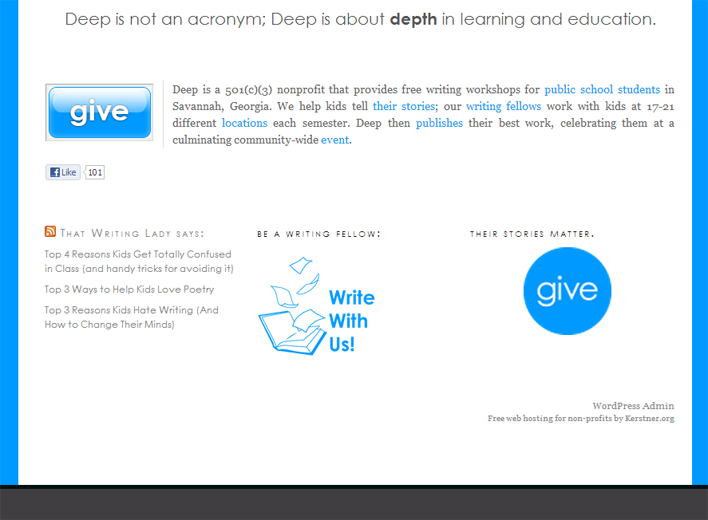 Deep is not an acronym; Deep is about depth in learning and education.
give
Deep is a 501(c)(3) nonprofit that provides free writing workshops for public school students in
Savannah, Georgia. We help kids tell their stories; our writing fellows work with kids at 17-21
different locations each semester. Deep then publishes their best work, celebrating them at a
culminating community-wide event.
Like 101
That Writing Lady says:
Top 4 Reasons Kids Get Totally Confused
in Class (and handy tricks for avoiding it)
Top 3 Ways to Help Kids Love Poetry
Top 3 Reasons Kids Hate Writing (And
How to Change Their Minds)
be a writing fellow:
Write
With
Us!
their stories matter.
give
WordPress Admin
Free web hosting for non-profits by Kerstner.org